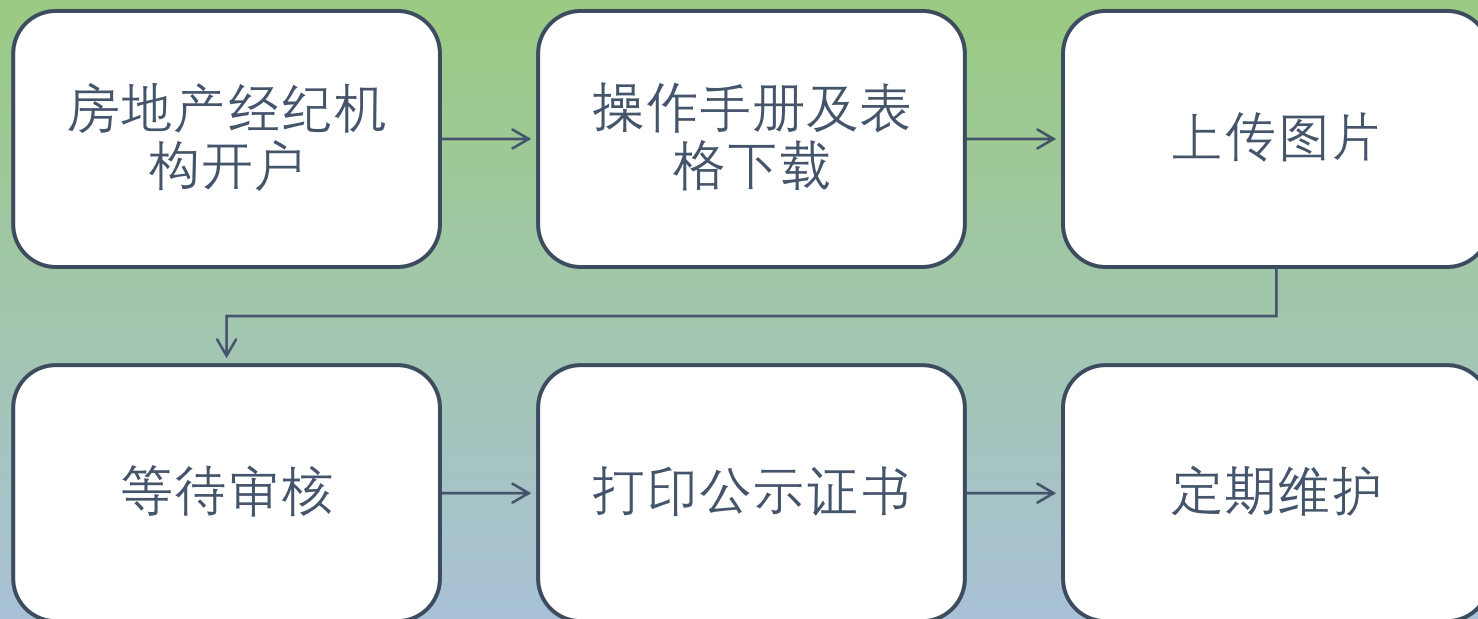 房地产经纪机
构开户
操作手册及表
格下载
上传图片
等待审核
打印公示证书
定期维护